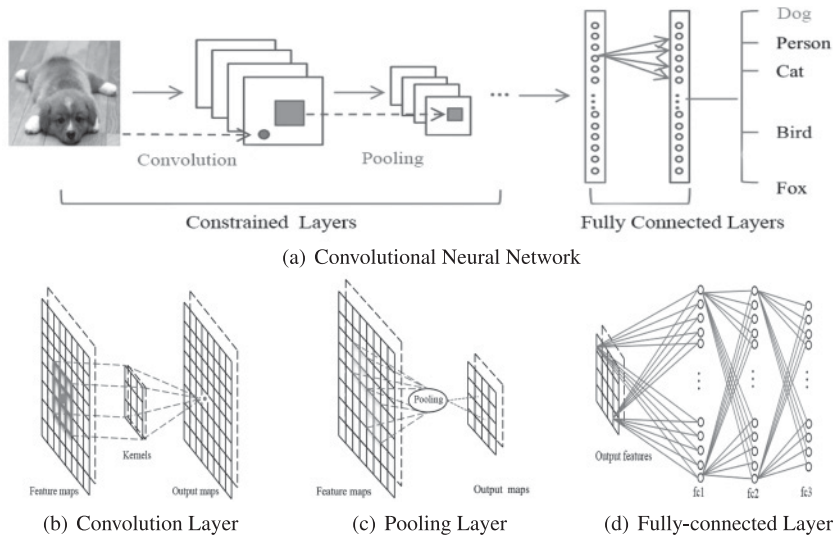 Dog
Person
Cat
Bird
Fox
Convolution
Pooling
Constrained Layers
Fully Connected Layers
(a) Convolutional Neural Network
Feature maps
Kernels
Output maps
(b) Convolution Layer
Pooling
Feature maps
Output maps
(c) Pooling Layer
Output features
fc1
fc2
fc3
(d) Fully-connected Layer